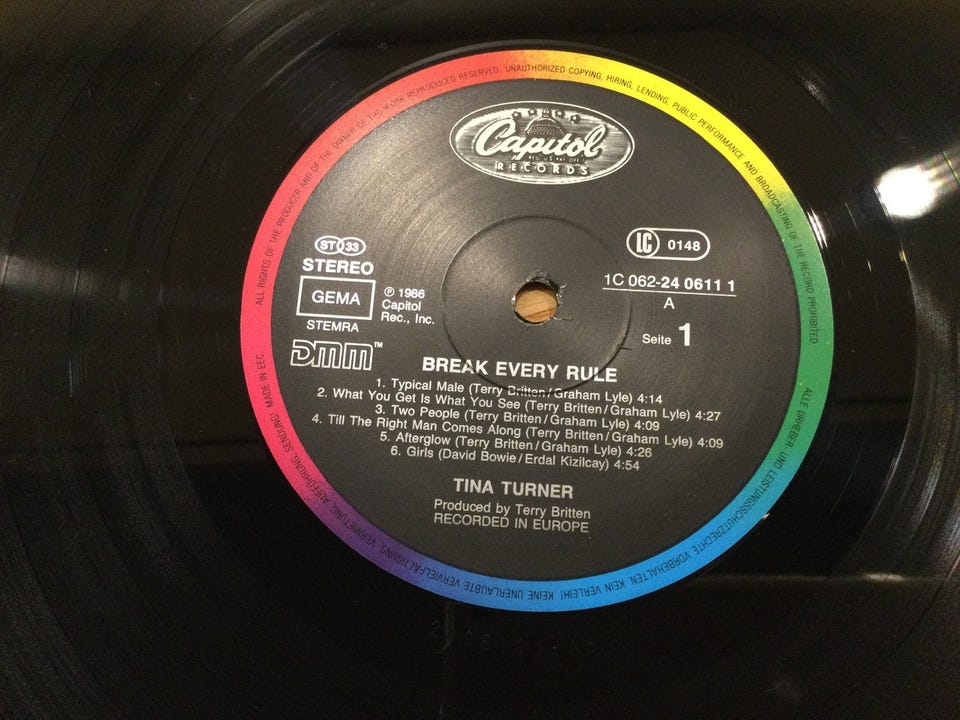 ALL RIGHTS OF THE PRODUCER AND OF THE OWNER OF THE WORK REPRODUCED RESERVED. UNAUTHORIZED COPYING, HIRING, LENDING, PUBLIC PERFORMANCE AND BROADCASTING OF THE RECORD PROHIBITED.
Capitol
REG. U.S. PAT. OFF.
RECORDS
ST 33
STEREO
GEMA
STEMRA
DMM™
Ⓟ 1986
Capitol
Rec., Inc.
LC 0148
1C 062-24 0611 1
A
Seite 1
BREAK EVERY RULE
1. Typical Male (Terry Britten/Graham Lyle) 4:14
2. What You Get Is What You See (Terry Britten/Graham Lyle) 4:27
3. Two People (Terry Britten/Graham Lyle) 4:09
4. Till The Right Man Comes Along (Terry Britten/Graham Lyle) 4:09
5. Afterglow (Terry Britten/Graham Lyle) 4:26
6. Girls (David Bowie/Erdal Kizilcay) 4:54
TINA TURNER
Produced by Terry Britten
RECORDED IN EUROPE
ALLE URHEBER- UND LEISTUNGSSCHUTZRECHTE VORBEHALTEN. KEIN VERLEIH! KEINE UNERLAUBTE VERVIELFÄLTIGUNG, VERMIETUNG, AUFFÜHRUNG, SENDUNG! MADE IN EEC.